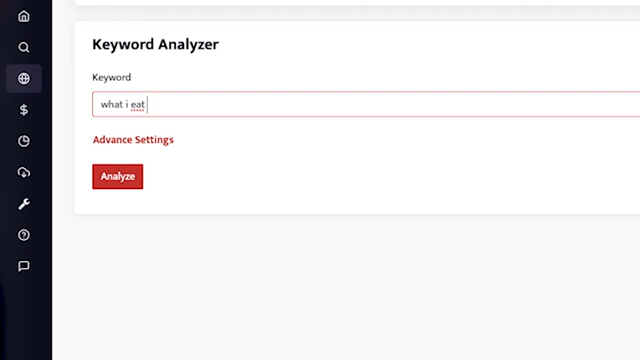 Keyword Analyzer
Keyword
what i eat
Advance Settings
Analyze